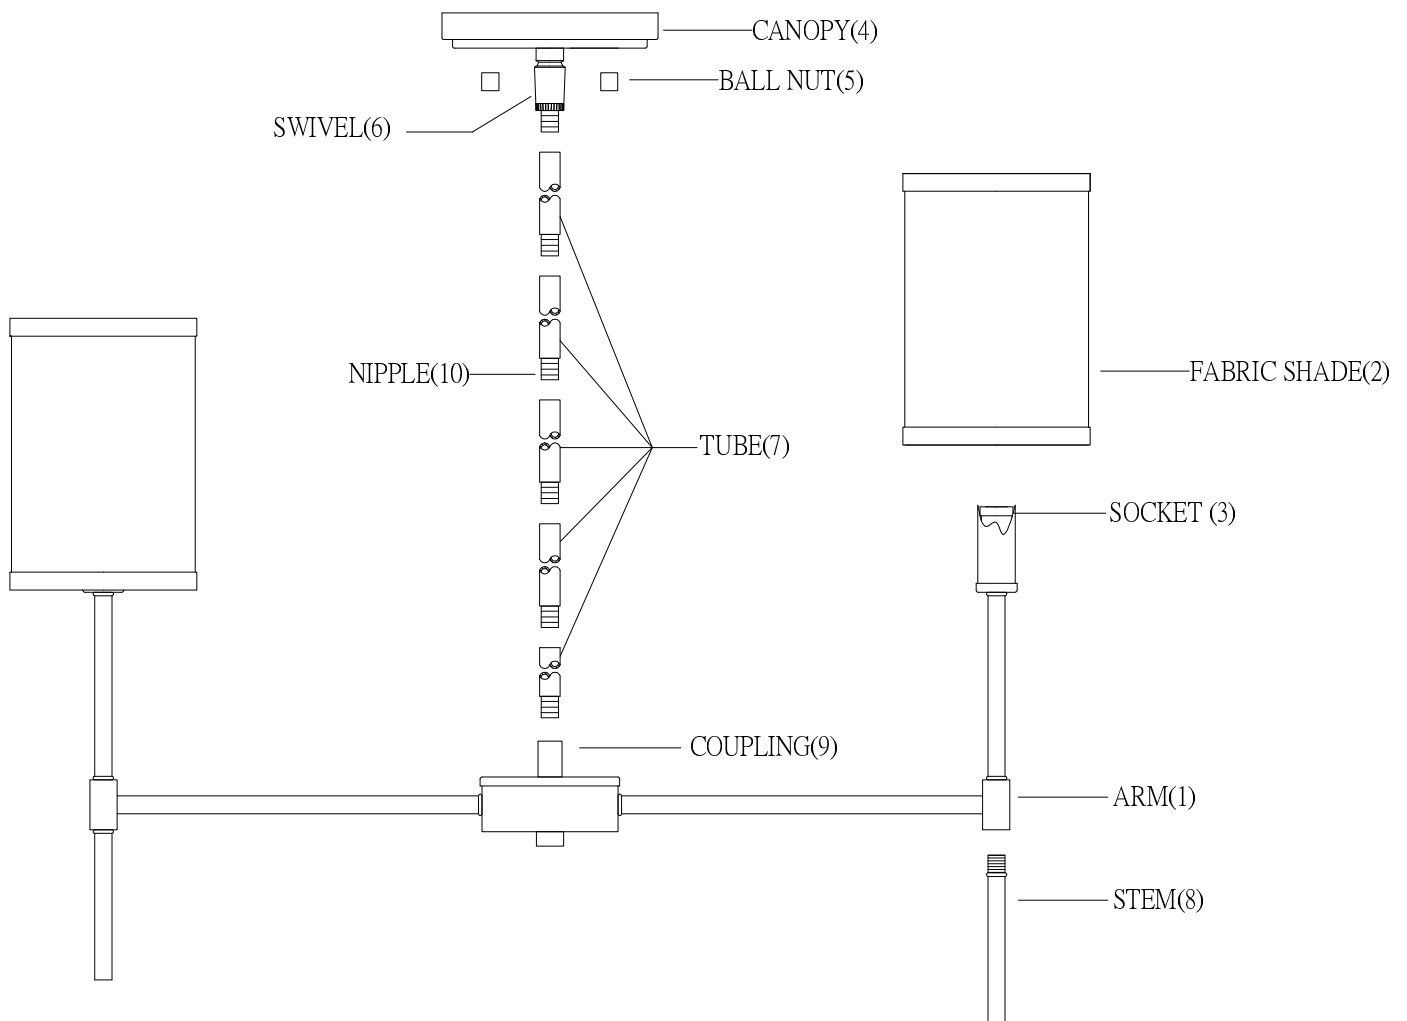 CANOPY(4)
BALL NUT(5)
SWIVEL(6)
NIPPLE(10)
FABRIC SHADE(2)
TUBE(7)
SOCKET (3)
COUPLING(9)
ARM(1)
STEM(8)